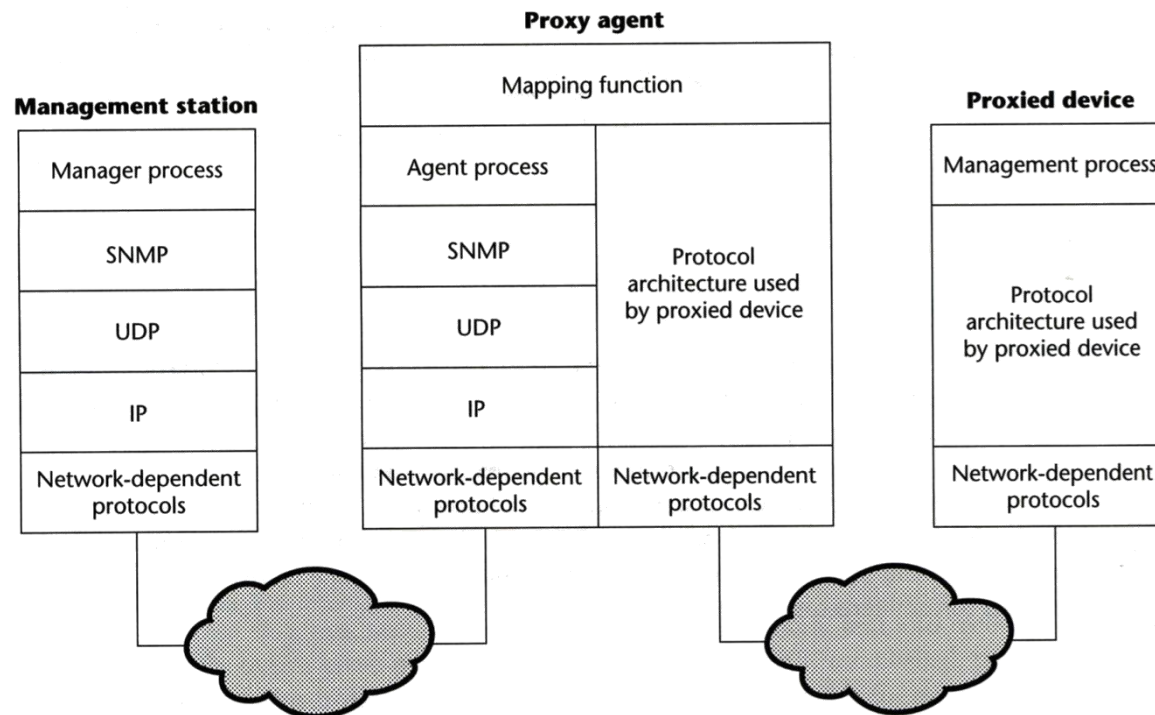 Proxy agent
Mapping function
Management station
Proxied device
Manager process
Agent process
Management process
SNMP
SNMP
Protocol
architecture used
by proxied device
Protocol
architecture used
by proxied device
UDP
UDP
IP
IP
Network-dependent
protocols
Network-dependent
protocols
Network-dependent
protocols
Network-dependent
protocols